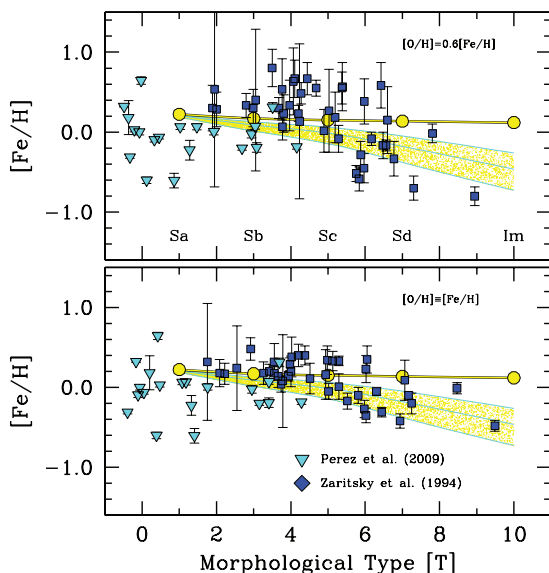 [O/H]=0.6[Fe/H]
1.0
0.0
−1.0
[Fe/H]
Sa Sb Sc Sd Im
[O/H]≡[Fe/H]
1.0
0.0
−1.0
[Fe/H]
Perez et al. (2009)
Zaritsky et al. (1994)
0 2 4 6 8 10
Morphological Type [T]